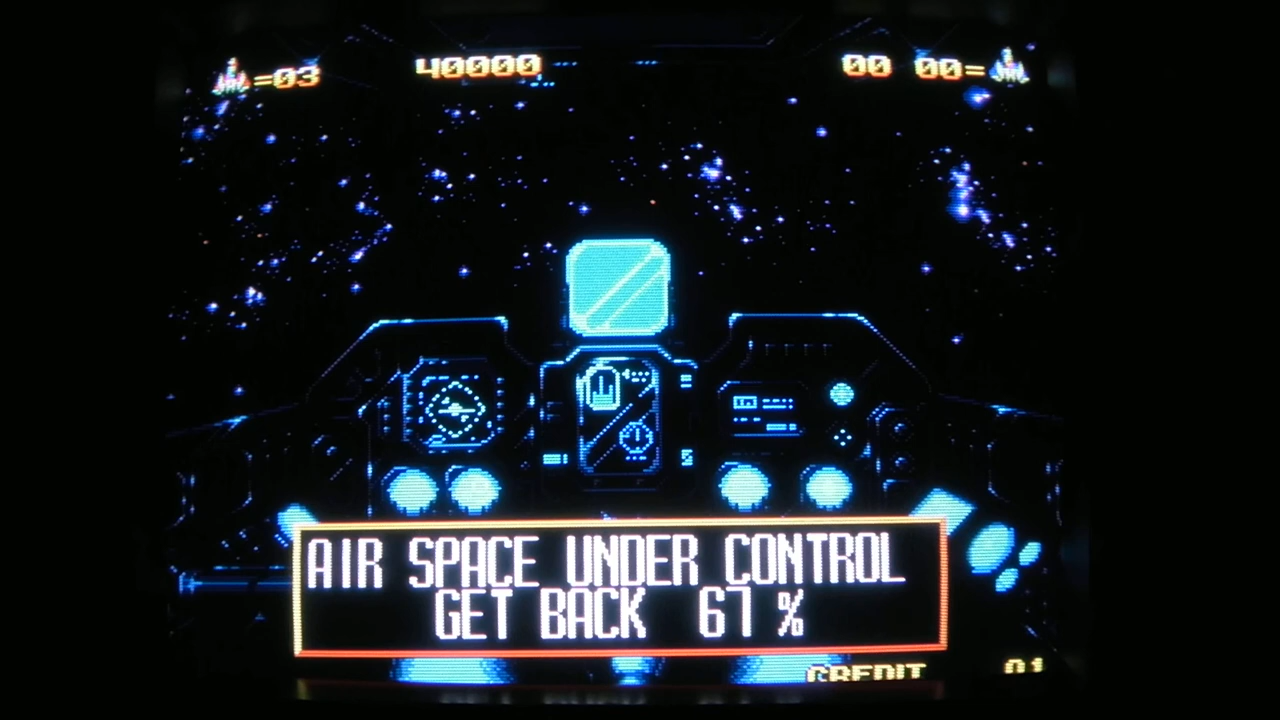 =03 40000 00 00=
AIR SPACE UNDER CONTROL
GET BACK 67 %
CREDIT 01